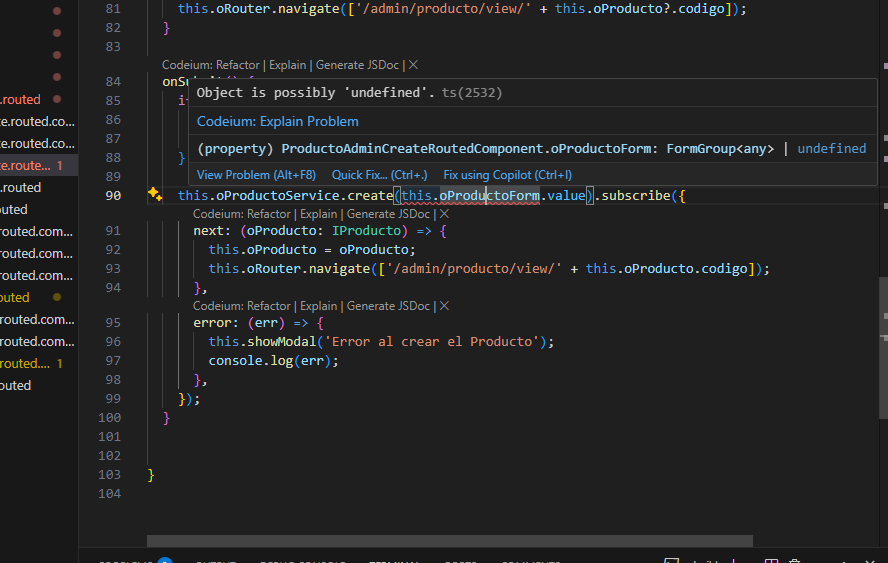 81 this.oRouter.navigate(['/admin/producto/view/' + this.oProducto?.codigo]);
82 }
83
Codeium: Refactor | Explain | Generate JSDoc | X
84 onSubmit() {
.routed
85 i
Object is possibly 'undefined'. ts(2532)
te.routed.co...
86
Codeium: Explain Problem
e.routed.co...
87
(property) ProductoAdminCreateRoutedComponent.oProductoForm: FormGroup<any> | undefined
e.route... 1
88 }
View Problem (Alt+F8) Quick Fix... (Ctrl+.) Fix using Copilot (Ctrl+I)
89
.routed
90 this.oProductoService.create(this.oProductoForm.value).subscribe({
outed
Codeium: Refactor | Explain | Generate JSDoc | X
91 next: (oProducto: IProducto) => {
routed.com...
92 this.oProducto = oProducto;
routed.com...
93 this.oRouter.navigate(['/admin/producto/view/' + this.oProducto.codigo]);
routed.com...
94 },
outed
Codeium: Refactor | Explain | Generate JSDoc | X
95 error: (err) => {
routed.com...
96 this.showModal('Error al crear el Producto');
routed.com...
97 console.log(err);
routed.... 1
98 },
outed
99 });
100 }
101
102
103 }
104